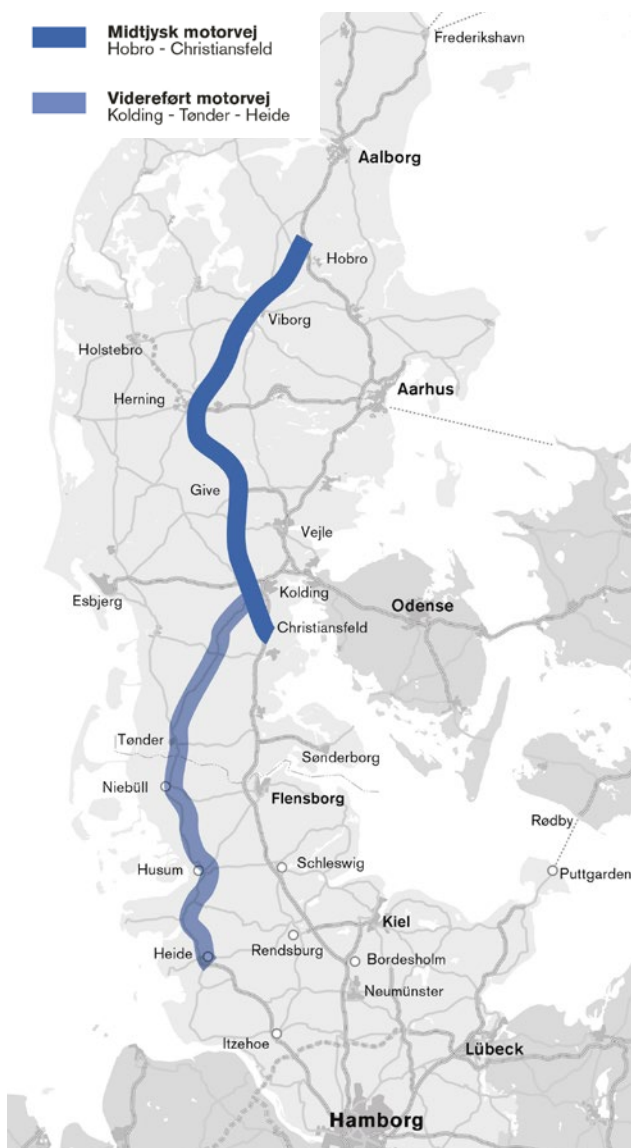 Midtjysk motorvej
Hobro - Christiansfeld
Videreført motorvej
Kolding - Tønder - Heide
Frederikshavn
Aalborg
Hobro
Viborg
Holstebro
Herning
Aarhus
Give
Vejle
Esbjerg
Kolding
Odense
Christiansfeld
Tønder
Sønderborg
Niebüll
Flensborg
Rødby
Husum
Schleswig
Puttgarden
Kiel
Rendsburg
Heide
Bordesholm
Neumünster
Itzehoe
Lübeck
Hamborg